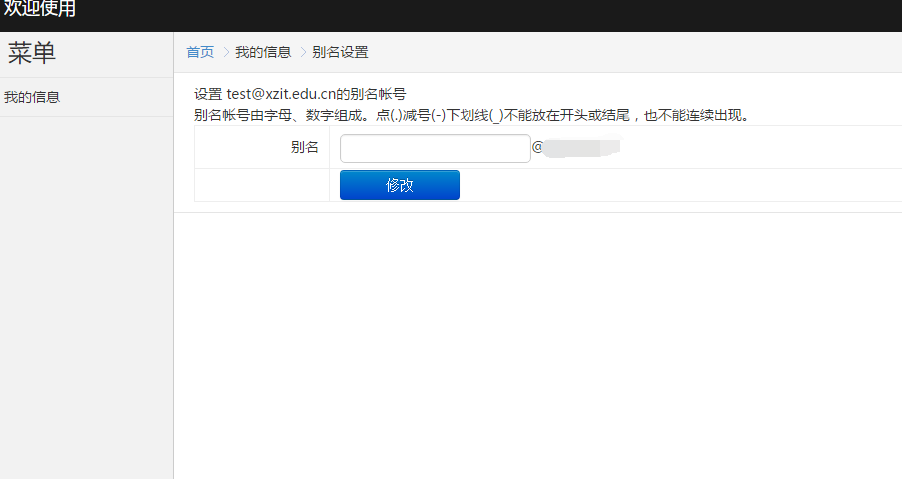 欢迎使用
菜单
我的信息
首页 > 我的信息 > 别名设置
设置 test@xzit.edu.cn的别名帐号
别名帐号由字母、数字组成。点(.)减号(-)下划线(_)不能放在开头或结尾，也不能连续出现。
别名 @
修改